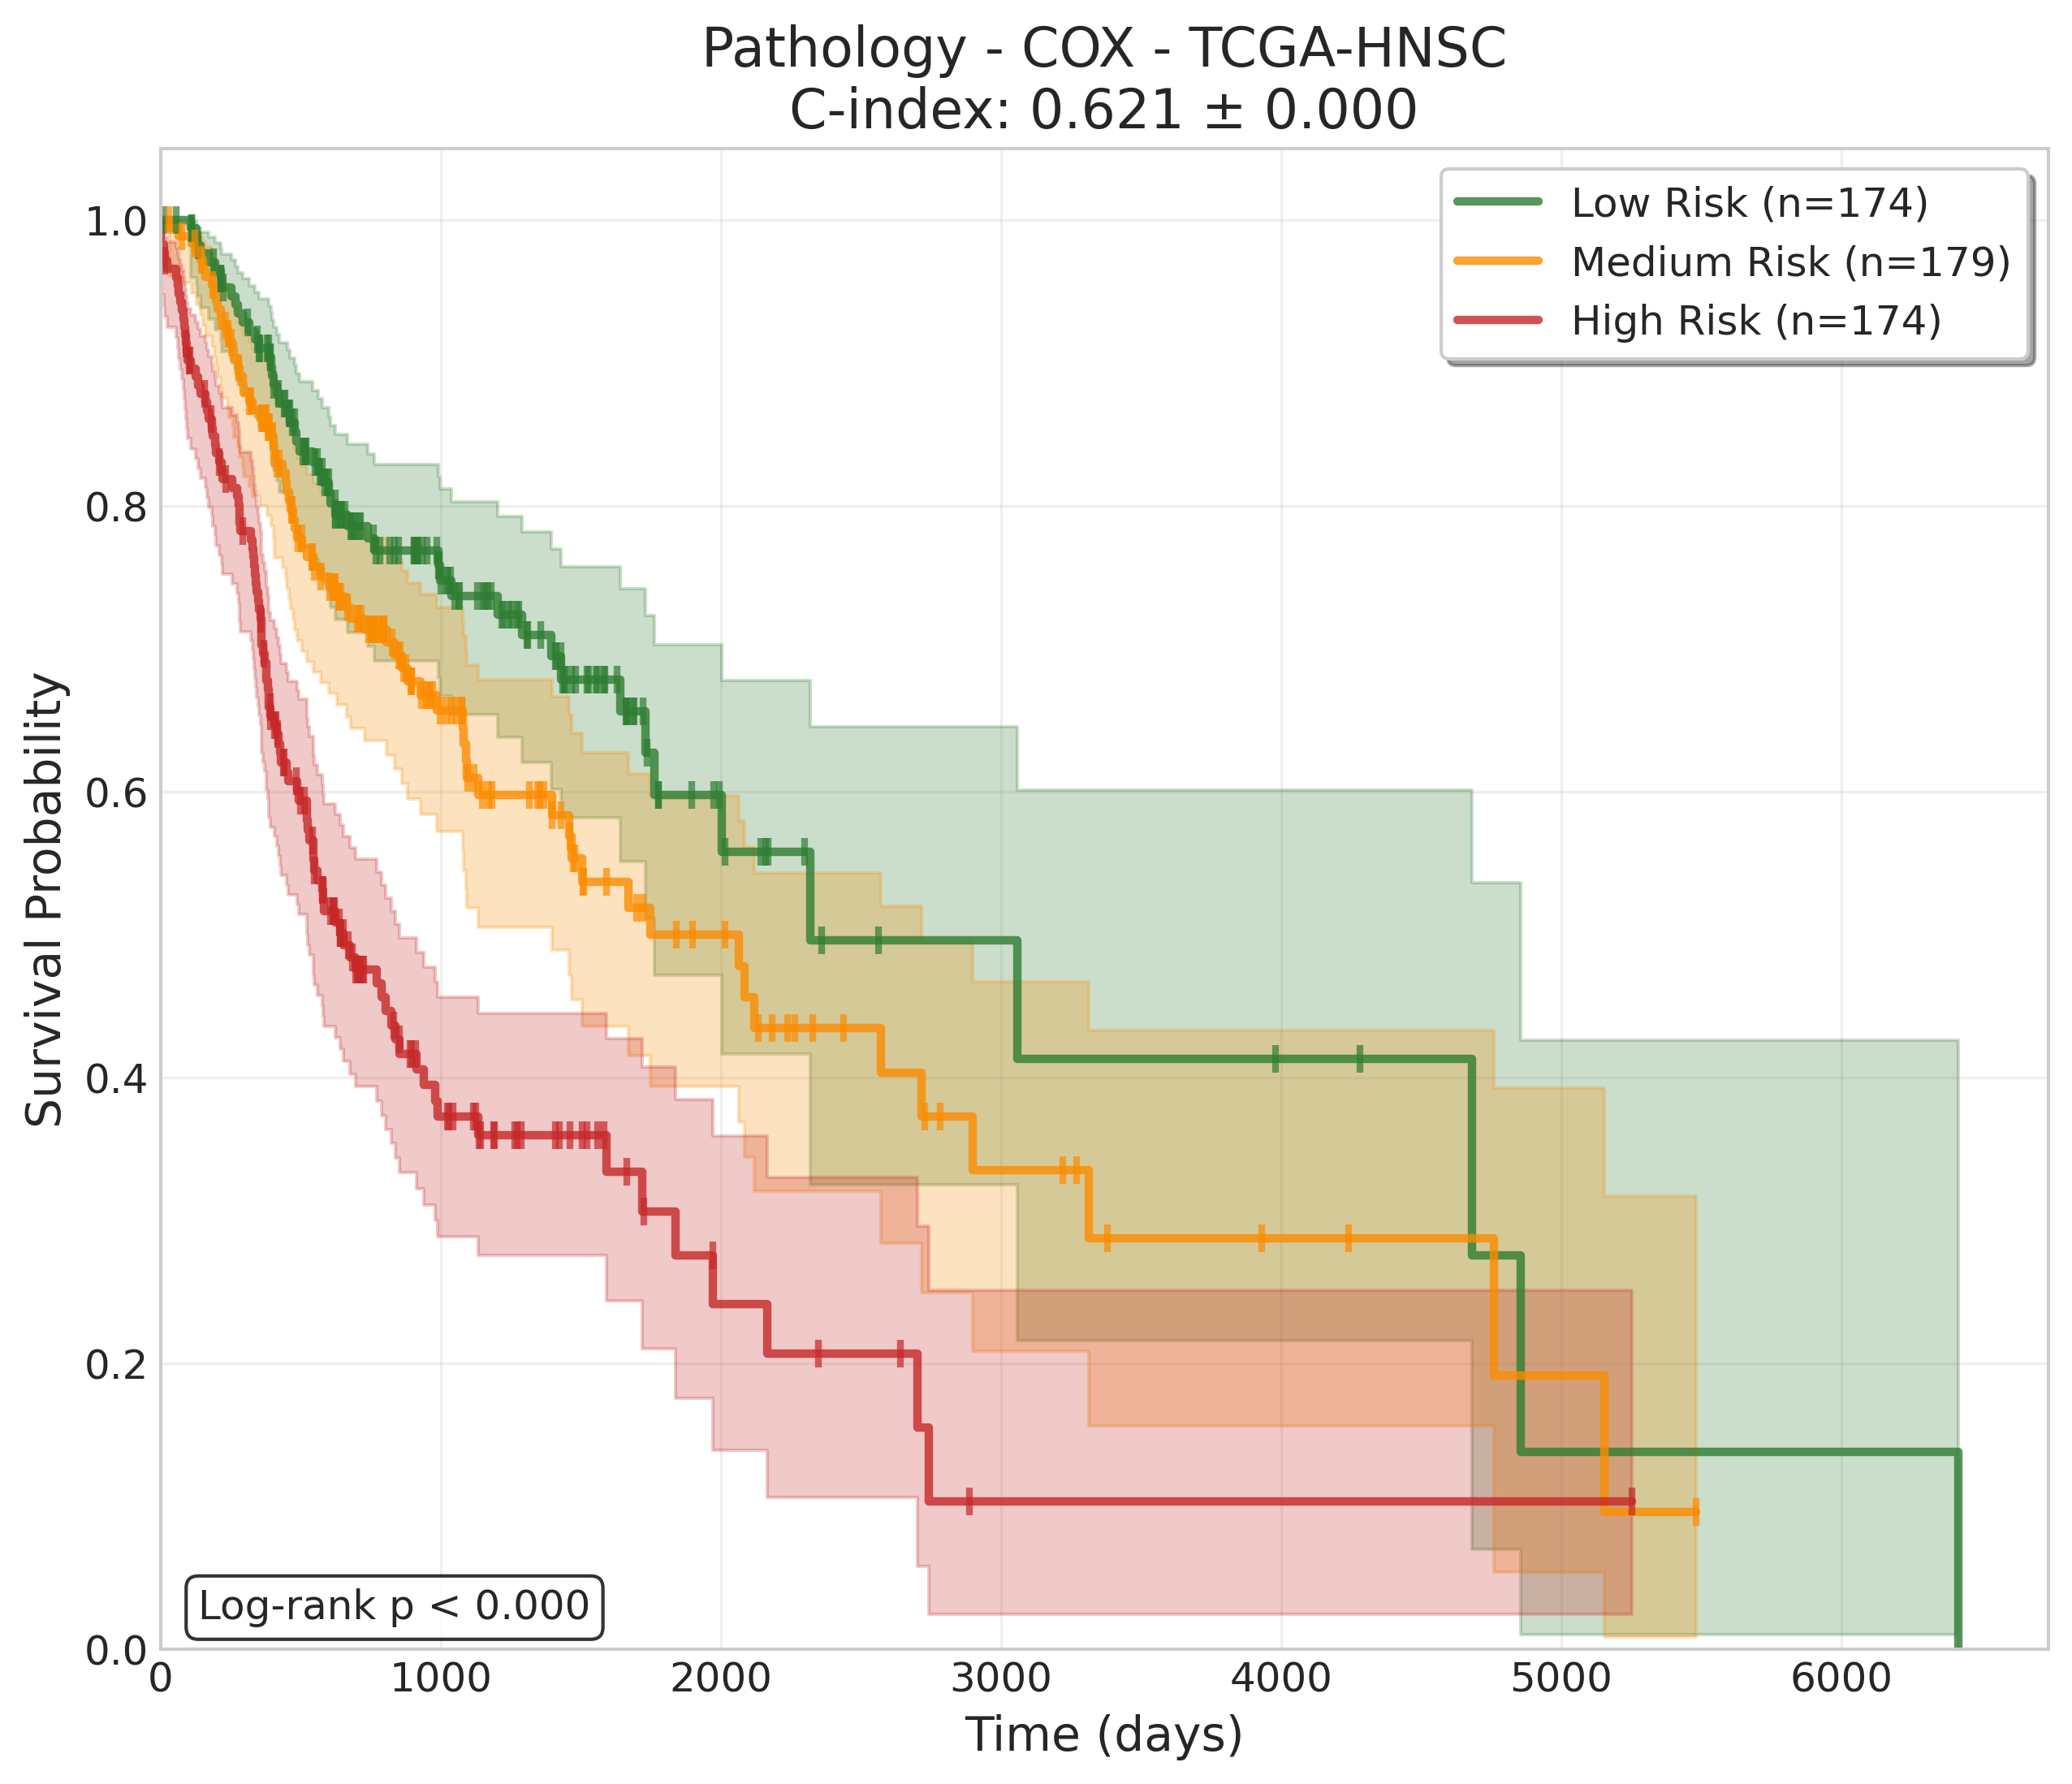 Pathology - COX - TCGA-HNSC
C-index: 0.621 ± 0.000
Low Risk (n=174)
Medium Risk (n=179)
High Risk (n=174)
Survival Probability
1.0
0.8
0.6
0.4
0.2
0.0
Log-rank p < 0.000
0 1000 2000 3000 4000 5000 6000
Time (days)